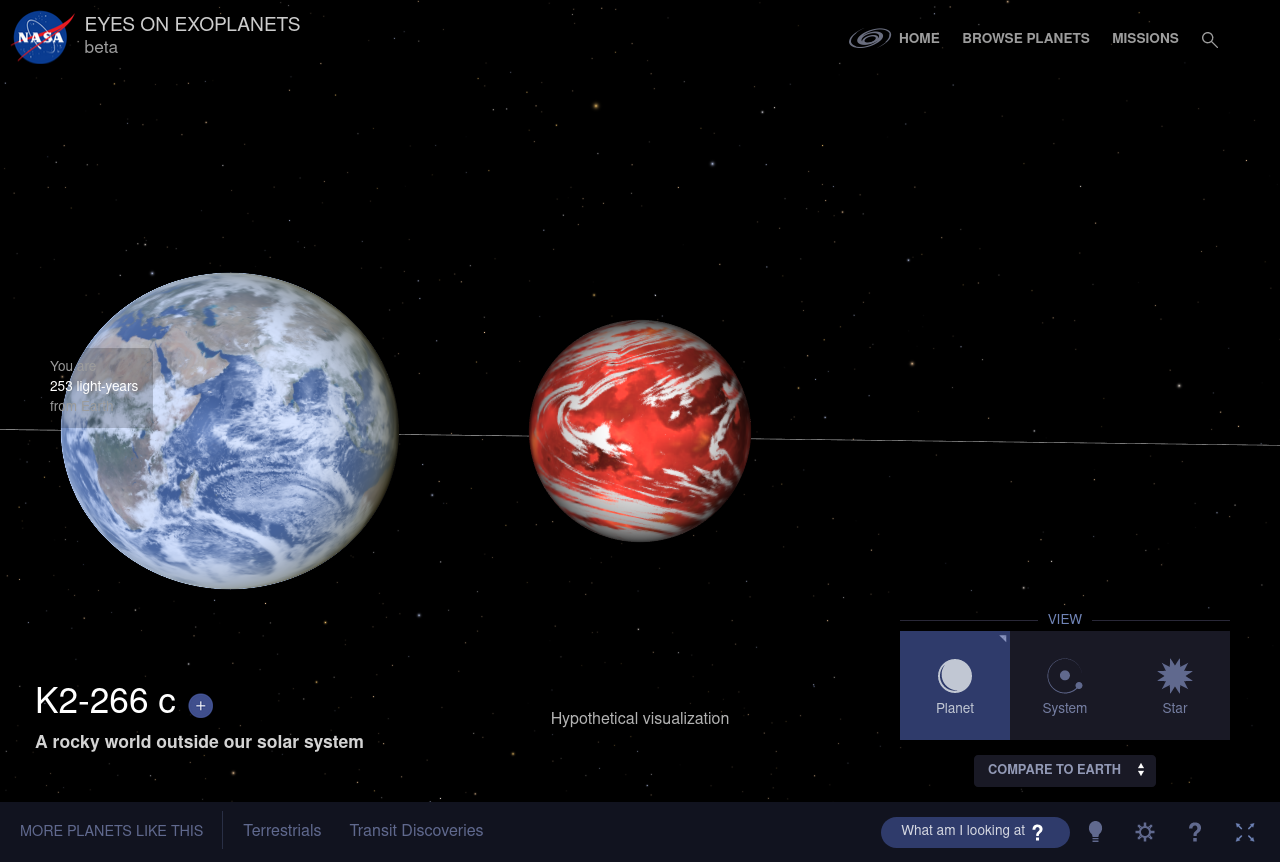 NASA
EYES ON EXOPLANETS
beta
HOME
BROWSE PLANETS
MISSIONS
You are
253 light-years
K2-266 c
+
A rocky world outside our solar system
Hypothetical visualization
VIEW
Planet
System
Star
COMPARE TO EARTH
MORE PLANETS LIKE THIS
Terrestrials
Transit Discoveries
What am I looking at ?
?